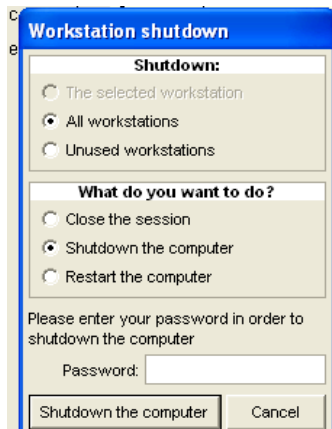 Workstation shutdown
Shutdown:
The selected workstation
All workstations
Unused workstations
What do you want to do?
Close the session
Shutdown the computer
Restart the computer
Please enter your password in order to
shutdown the computer
Password:
Shutdown the computer Cancel